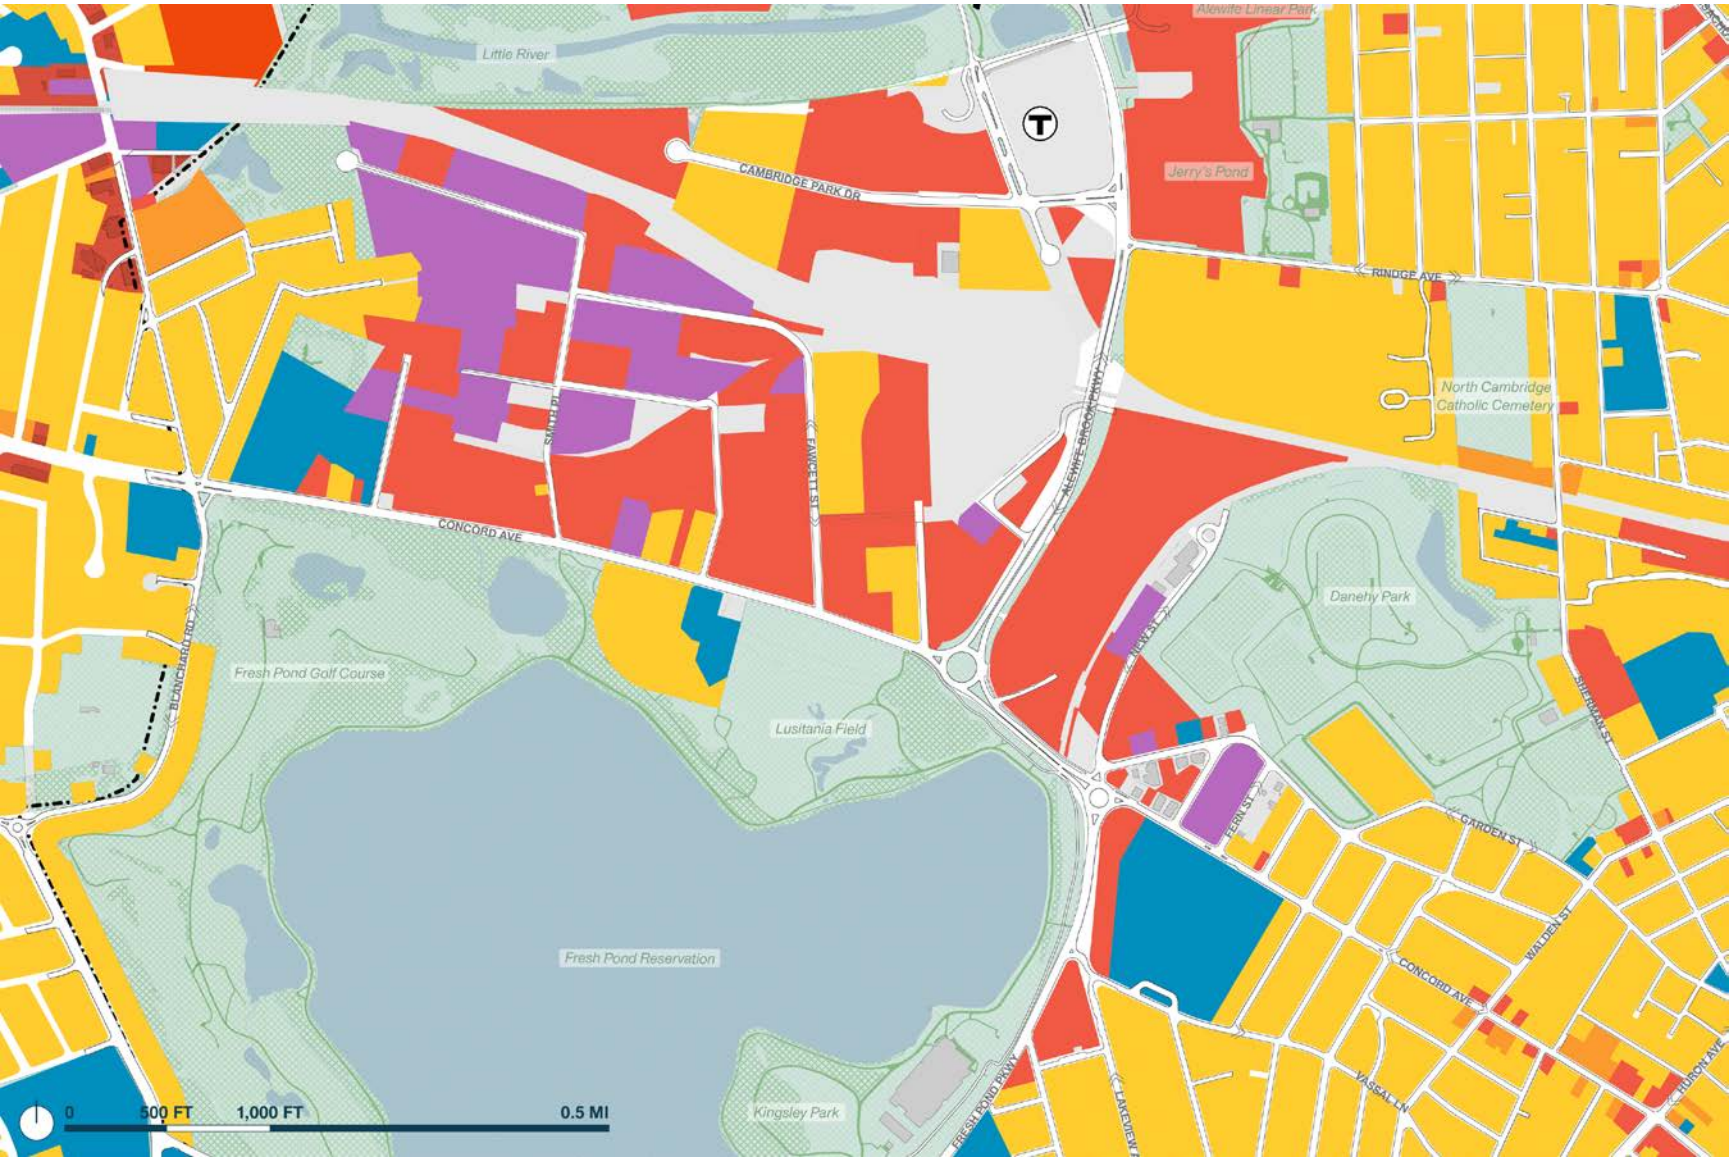 Alewife Linear Park
Little River
T
Jerry's Pond
CAMBRIDGE PARK DR
RINDGE AVE
North Cambridge
Catholic Cemetery
SMITH PL
FAWCETT ST
ALEWIFE BROOK PKWY
CONCORD AVE
Danehy Park
BLANCHARD RD
Fresh Pond Golf Course
NEW ST
Lusitania Field
SHERMAN ST
FERN ST
GARDEN ST
WALDEN ST
Fresh Pond Reservation
CONCORD AVE
HURON AVE
VASSAL LN
FRESH POND PKWY
Kingsley Park
LAKEVIEW
0 500 FT 1,000 FT 0.5 MI